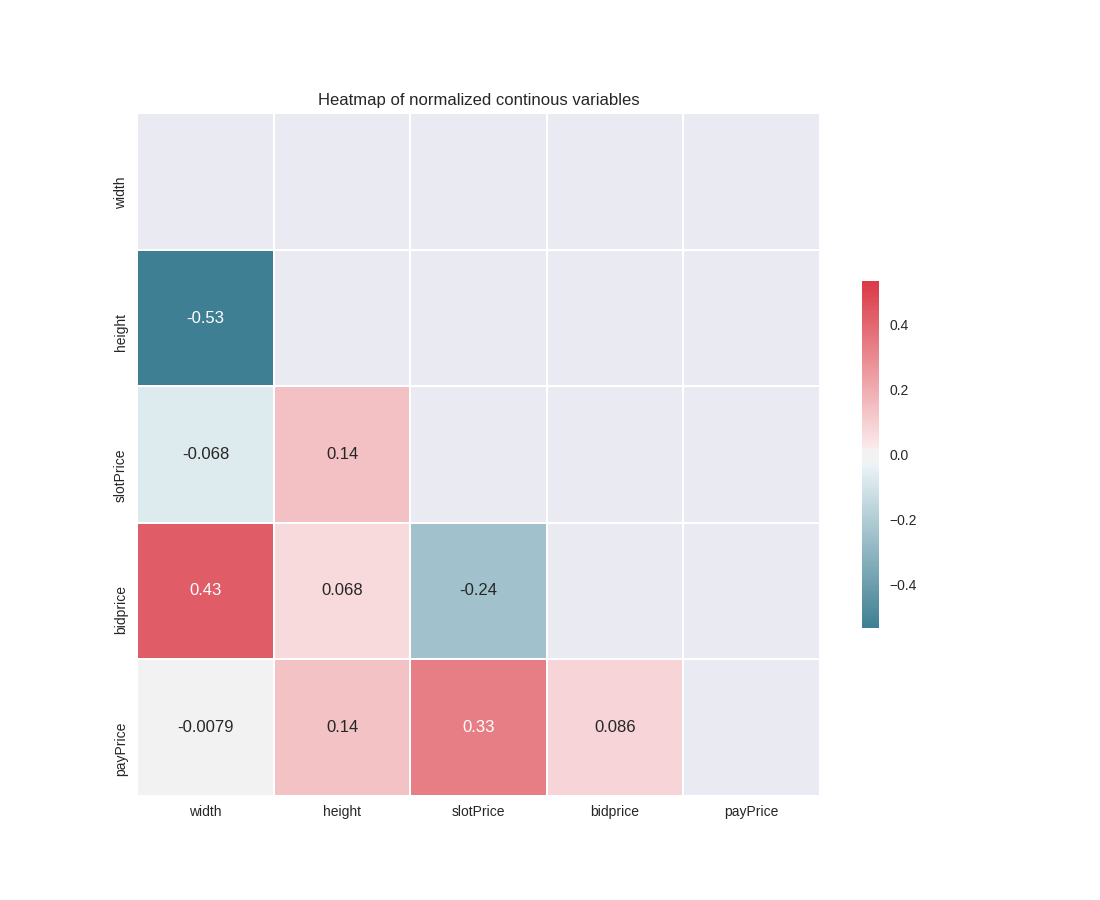 Heatmap of normalized continous variables
width
height
-0.53
slotPrice
-0.068 0.14
bidprice
0.43 0.068 -0.24
payPrice
-0.0079 0.14 0.33 0.086
width height slotPrice bidprice payPrice
0.4
0.2
0.0
−0.2
−0.4